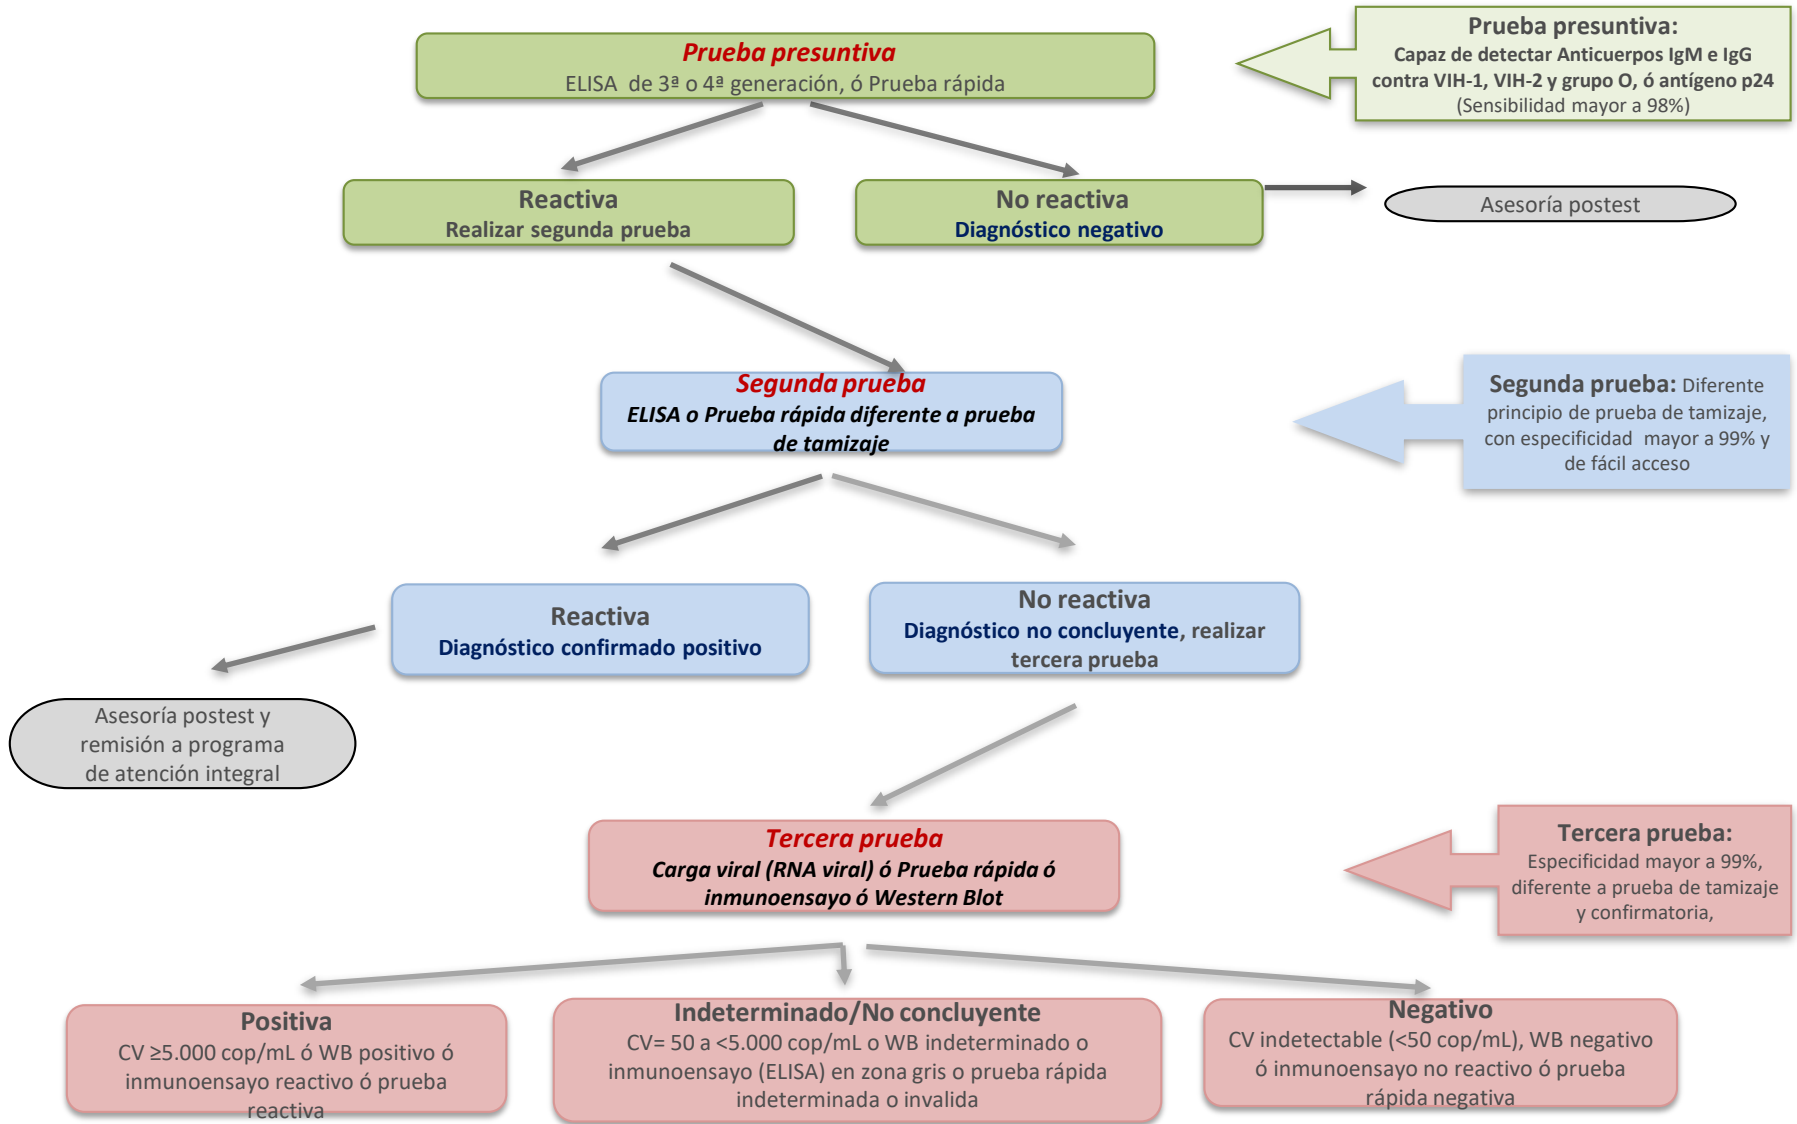 Prueba presuntiva
ELISA de 3ª o 4ª generación, ó Prueba rápida
Prueba presuntiva:
Capaz de detectar Anticuerpos IgM e IgG
contra VIH-1, VIH-2 y grupo O, ó antígeno p24
(Sensibilidad mayor a 98%)
Reactiva
Realizar segunda prueba
No reactiva
Diagnóstico negativo
Asesoría postest
Segunda prueba
ELISA o Prueba rápida diferente a prueba
de tamizaje
Segunda prueba: Diferente
principio de prueba de tamizaje,
con especificidad mayor a 99% y
de fácil acceso
Reactiva
Diagnóstico confirmado positivo
No reactiva
Diagnóstico no concluyente, realizar
tercera prueba
Asesoría postest y
remisión a programa
de atención integral
Tercera prueba
Carga viral (RNA viral) ó Prueba rápida ó
inmunoensayo ó Western Blot
Tercera prueba:
Especificidad mayor a 99%,
diferente a prueba de tamizaje
y confirmatoria,
Positiva
CV ≥5.000 cop/mL ó WB positivo ó
inmunoensayo reactivo ó prueba
reactiva
Indeterminado/No concluyente
CV= 50 a <5.000 cop/mL o WB indeterminado o
inmunoensayo (ELISA) en zona gris o prueba rápida
indeterminada o invalida
Negativo
CV indetectable (<50 cop/mL), WB negativo
ó inmunoensayo no reactivo ó prueba
rápida negativa